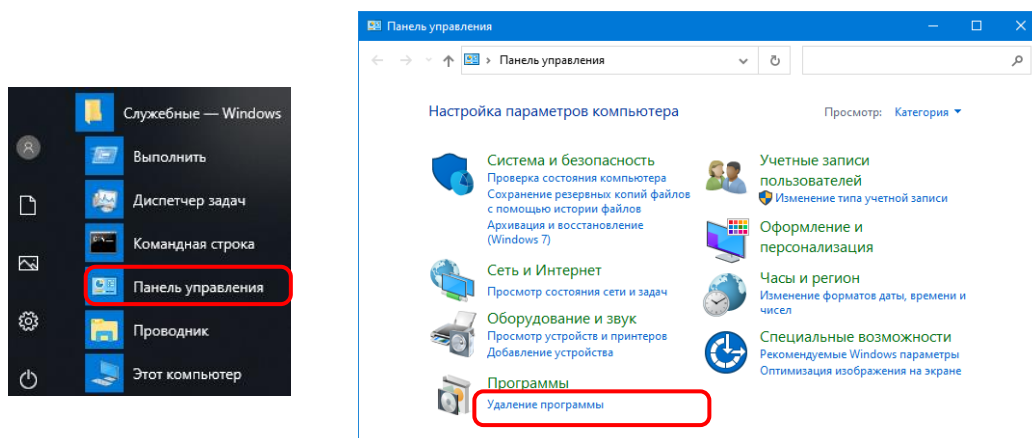 Служебные — Windows
Выполнить
Диспетчер задач
Командная строка
Панель управления
Проводник
Этот компьютер
Панель управления
Панель управления
Настройка параметров компьютера
Просмотр: Категория
Система и безопасность
Проверка состояния компьютера
Сохранение резервных копий файлов
с помощью истории файлов
Архивация и восстановление
(Windows 7)
Сеть и Интернет
Просмотр состояния сети и задач
Оборудование и звук
Просмотр устройств и принтеров
Добавление устройства
Программы
Удаление программы
Учетные записи
пользователей
Изменение типа учетной записи
Оформление и
персонализация
Часы и регион
Изменение форматов даты, времени и
чисел
Специальные возможности
Рекомендуемые Windows параметры
Оптимизация изображения на экране